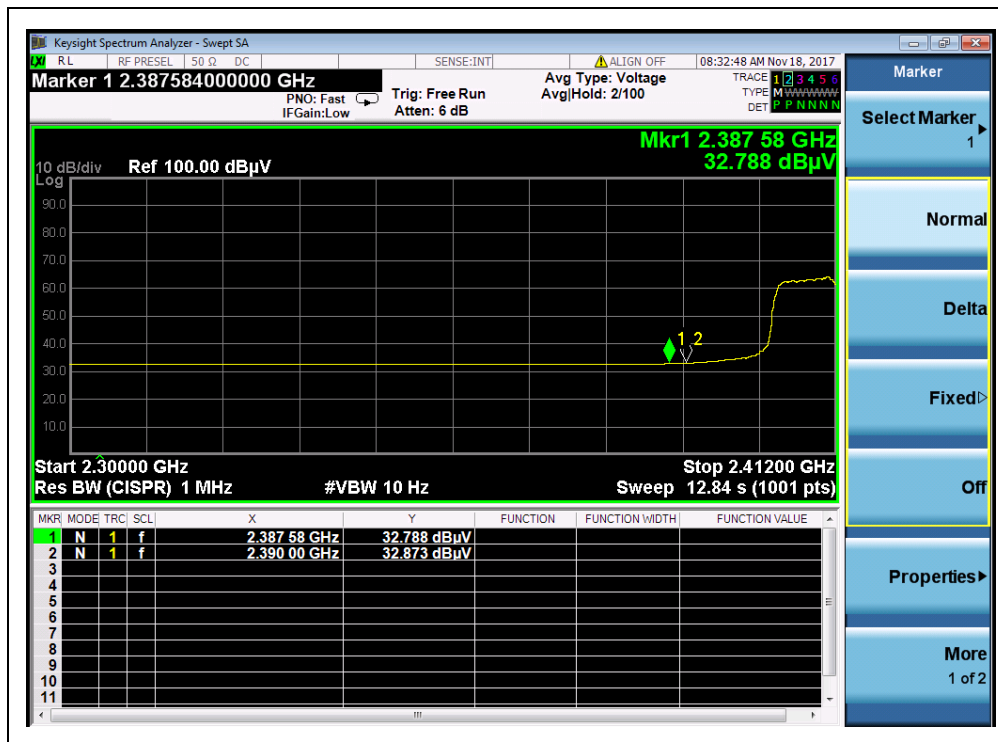 Keysight Spectrum Analyzer - Swept SA
LXI RL RF PRESEL 50 Ω DC SENSE:INT ALIGN OFF 08:32:48 AM Nov 18, 2017
Marker 1 2.387584000000 GHz
PNO: Fast
IFGain:Low
Trig: Free Run
Atten: 6 dB
Avg Type: Voltage
Avg|Hold: 2/100
TRACE 1 2 3 4 5 6
TYPE M WWWWW
DET P P N N N N
Mkr1 2.387 58 GHz
32.788 dBµV
10 dB/div Ref 100.00 dBµV
Log
90.0
80.0
70.0
60.0
50.0
40.0
30.0
20.0
10.0
1 2
Start 2.30000 GHz Stop 2.41200 GHz
Res BW (CISPR) 1 MHz #VBW 10 Hz Sweep 12.84 s (1001 pts)
MKR MODE TRC SCL X Y FUNCTION FUNCTION WIDTH FUNCTION VALUE
1 N 1 f 2.387 58 GHz 32.788 dBµV
2 N 1 f 2.390 00 GHz 32.873 dBµV
3
4
5
6
7
8
9
10
11
Marker
Select Marker
1
Normal
Delta
Fixed
Off
Properties
More
1 of 2